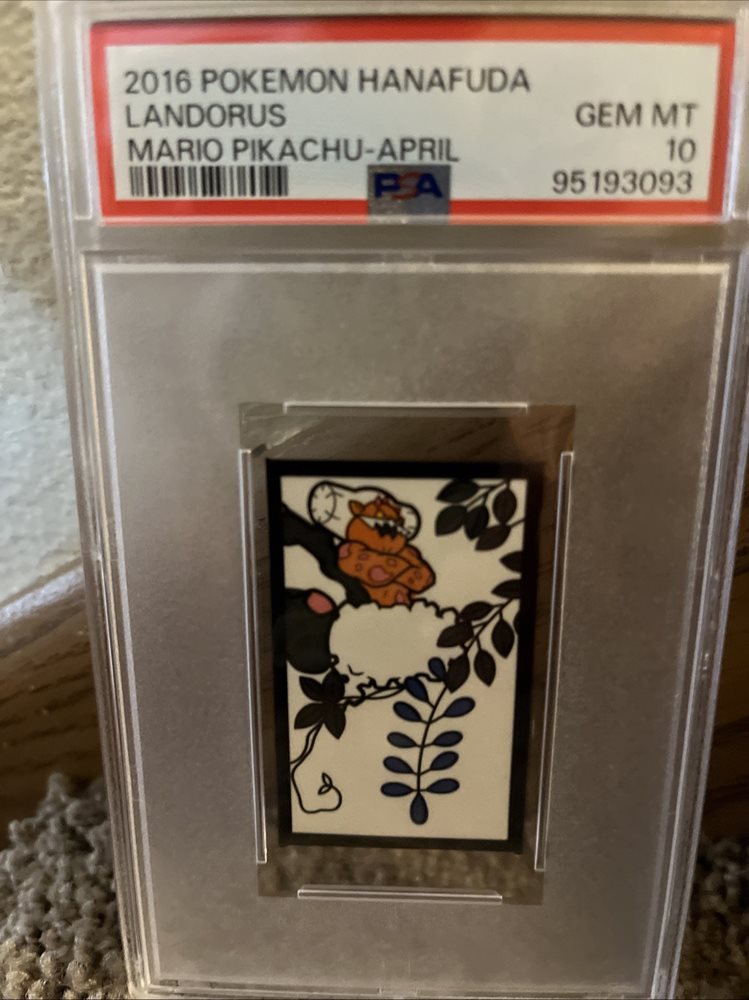 2016 POKEMON HANAFUDA
LANDORUS GEM MT
MARIO PIKACHU-APRIL 10
PSA 95193093